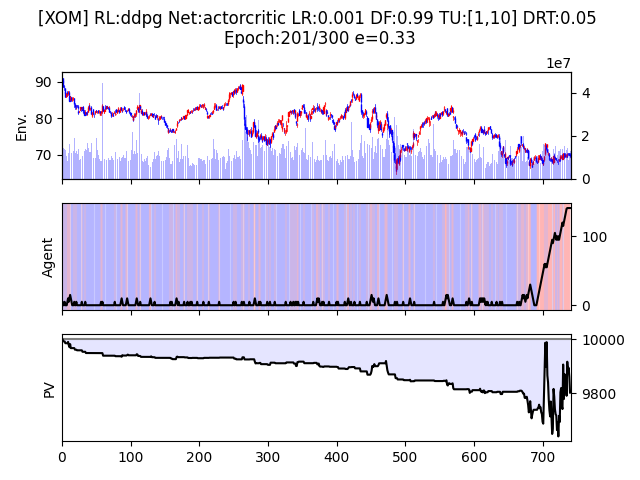 [XOM] RL:ddpg Net:actorcritic LR:0.001 DF:0.99 TU:[1,10] DRT:0.05
Epoch:201/300 e=0.33
1e7
90
80
70
Env.
4
2
0
Agent
100
0
PV
10000
9800
0 100 200 300 400 500 600 700